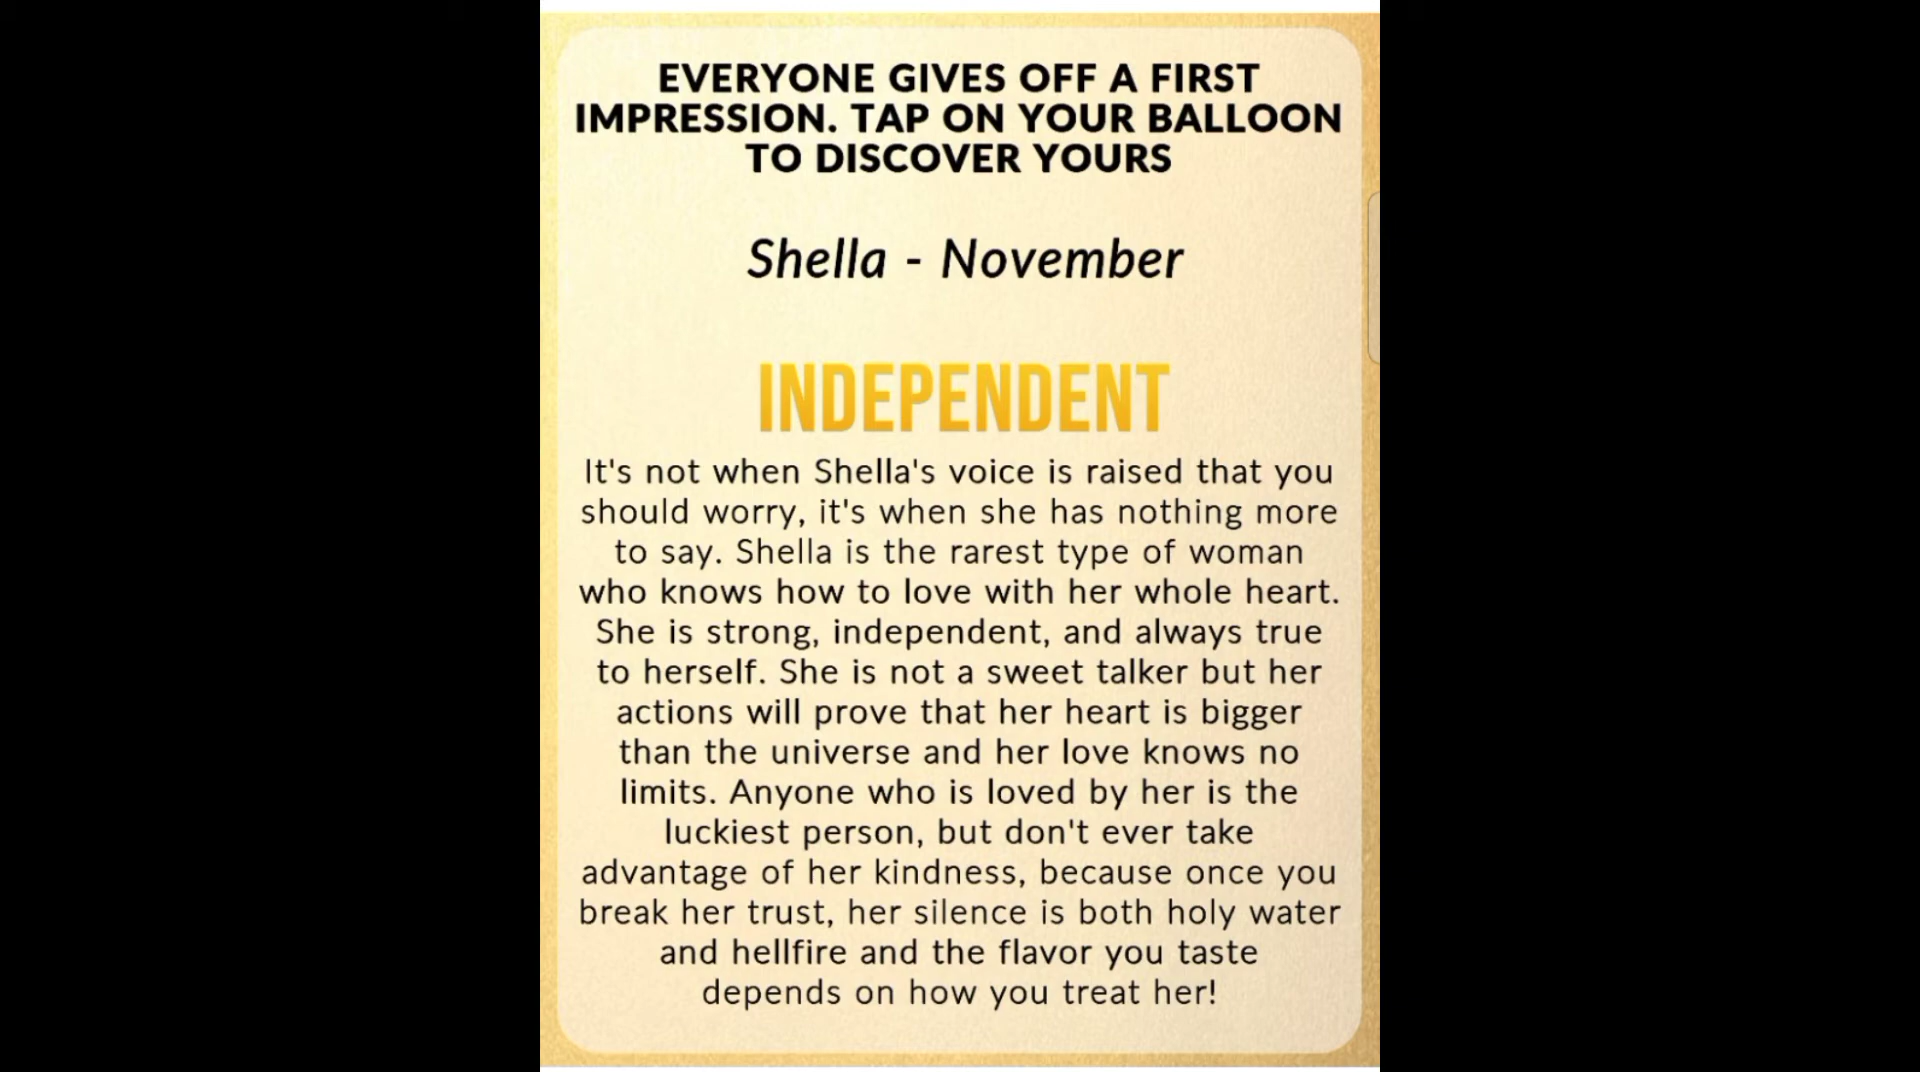 EVERYONE GIVES OFF A FIRST
IMPRESSION. TAP ON YOUR BALLOON
TO DISCOVER YOURS
Shella - November
INDEPENDENT
It's not when Shella's voice is raised that you
should worry, it's when she has nothing more
to say. Shella is the rarest type of woman
who knows how to love with her whole heart.
She is strong, independent, and always true
to herself. She is not a sweet talker but her
actions will prove that her heart is bigger
than the universe and her love knows no
limits. Anyone who is loved by her is the
luckiest person, but don't ever take
advantage of her kindness, because once you
break her trust, her silence is both holy water
and hellfire and the flavor you taste
depends on how you treat her!